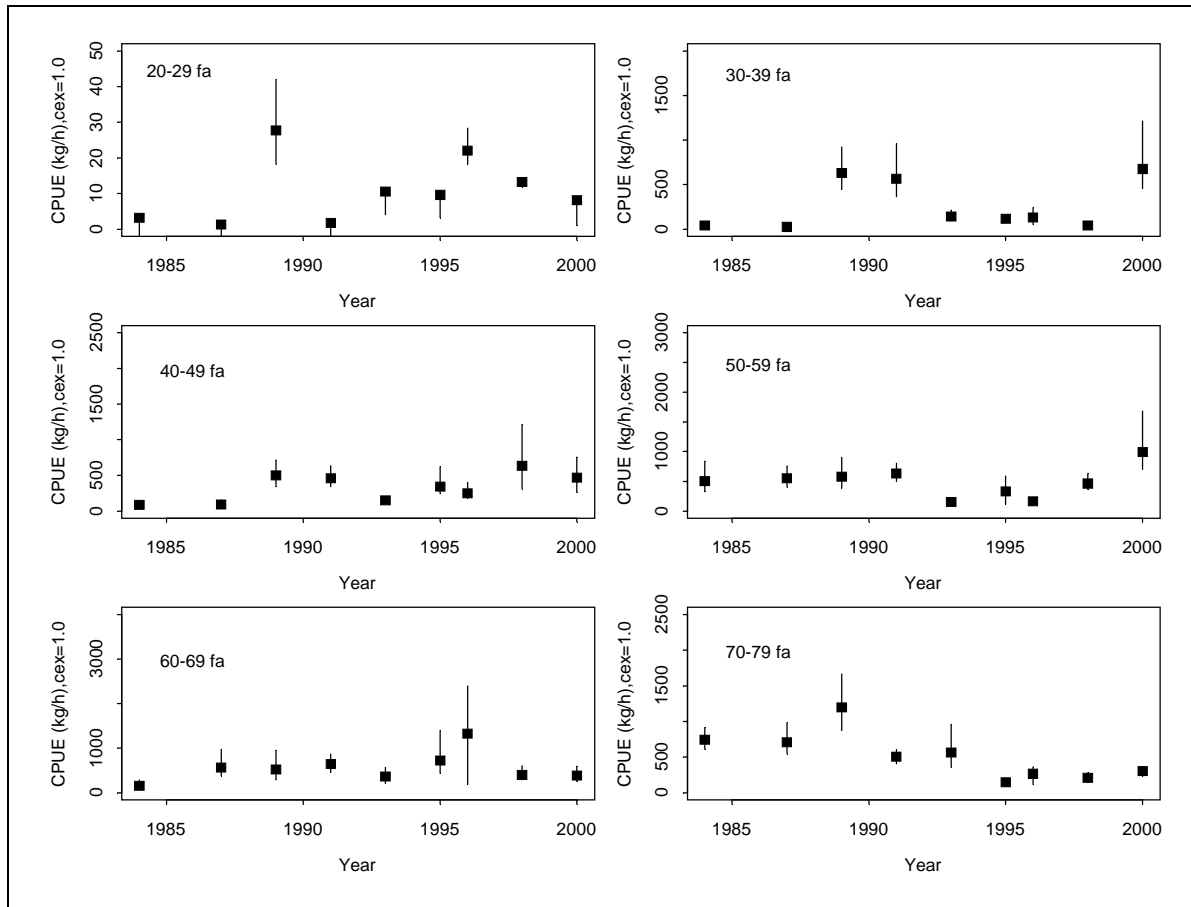 CPUE (kg/h),cex=1.0
0 10 20 30 40 50
20-29 fa
1985 1990 1995 2000
Year
CPUE (kg/h),cex=1.0
0 500 1500
30-39 fa
1985 1990 1995 2000
Year
CPUE (kg/h),cex=1.0
0 500 1500 2500
40-49 fa
1985 1990 1995 2000
Year
CPUE (kg/h),cex=1.0
0 1000 2000 3000
50-59 fa
1985 1990 1995 2000
Year
CPUE (kg/h),cex=1.0
0 1000 3000
60-69 fa
1985 1990 1995 2000
Year
CPUE (kg/h),cex=1.0
0 500 1500 2500
70-79 fa
1985 1990 1995 2000
Year